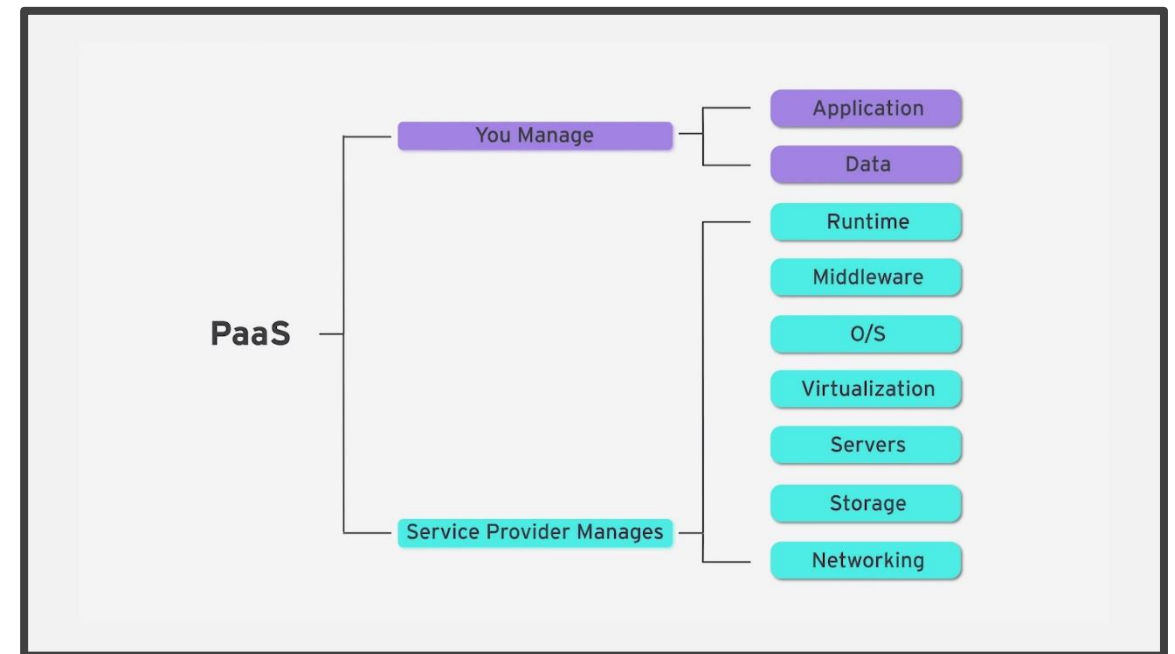 PaaS
You Manage
Application
Data
Service Provider Manages
Runtime
Middleware
O/S
Virtualization
Servers
Storage
Networking